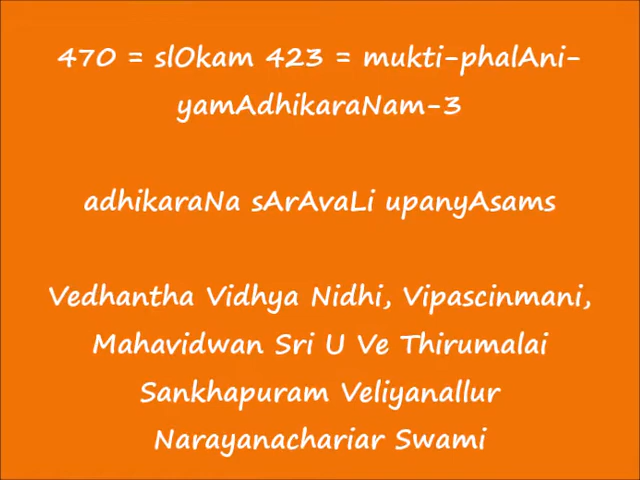 470 = slOkam 423 = mukti-phalAni-
yamAdhikaraNam-3
adhikaraNa sArAvaLi upanyAsams
Vedhantha Vidhya Nidhi, Vipascinmani,
Mahavidwan Sri U Ve Thirumalai
Sankhapuram Veliyanallur
Narayanachariar Swami